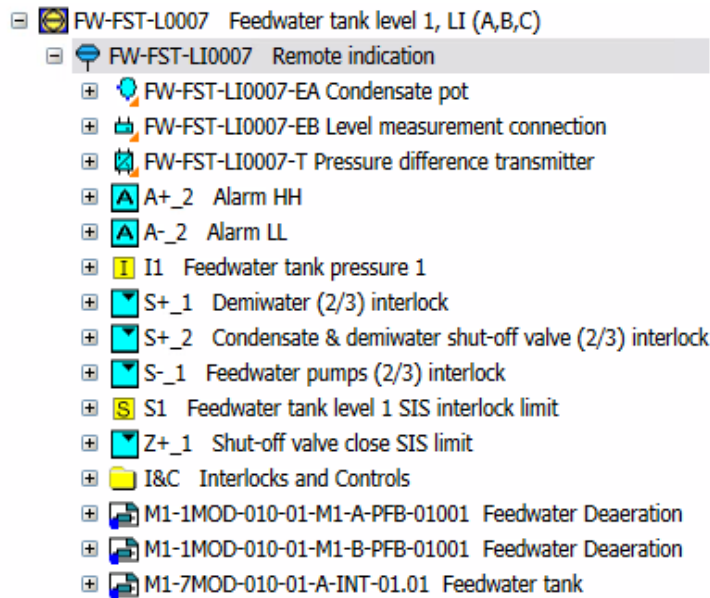 FW-FST-L0007 Feedwater tank level 1, LI (A,B,C)
FW-FST-LI0007 Remote indication
FW-FST-LI0007-EA Condensate pot
FW-FST-LI0007-EB Level measurement connection
FW-FST-LI0007-T Pressure difference transmitter
A A+_2 Alarm HH
A A-_2 Alarm LL
I I1 Feedwater tank pressure 1
S+_1 Demiwater (2/3) interlock
S+_2 Condensate & demiwater shut-off valve (2/3) interlock
S-_1 Feedwater pumps (2/3) interlock
S S1 Feedwater tank level 1 SIS interlock limit
Z+_1 Shut-off valve close SIS limit
I&C Interlocks and Controls
M1-1MOD-010-01-M1-A-PFB-01001 Feedwater Deaeration
M1-1MOD-010-01-M1-B-PFB-01001 Feedwater Deaeration
M1-7MOD-010-01-A-INT-01.01 Feedwater tank